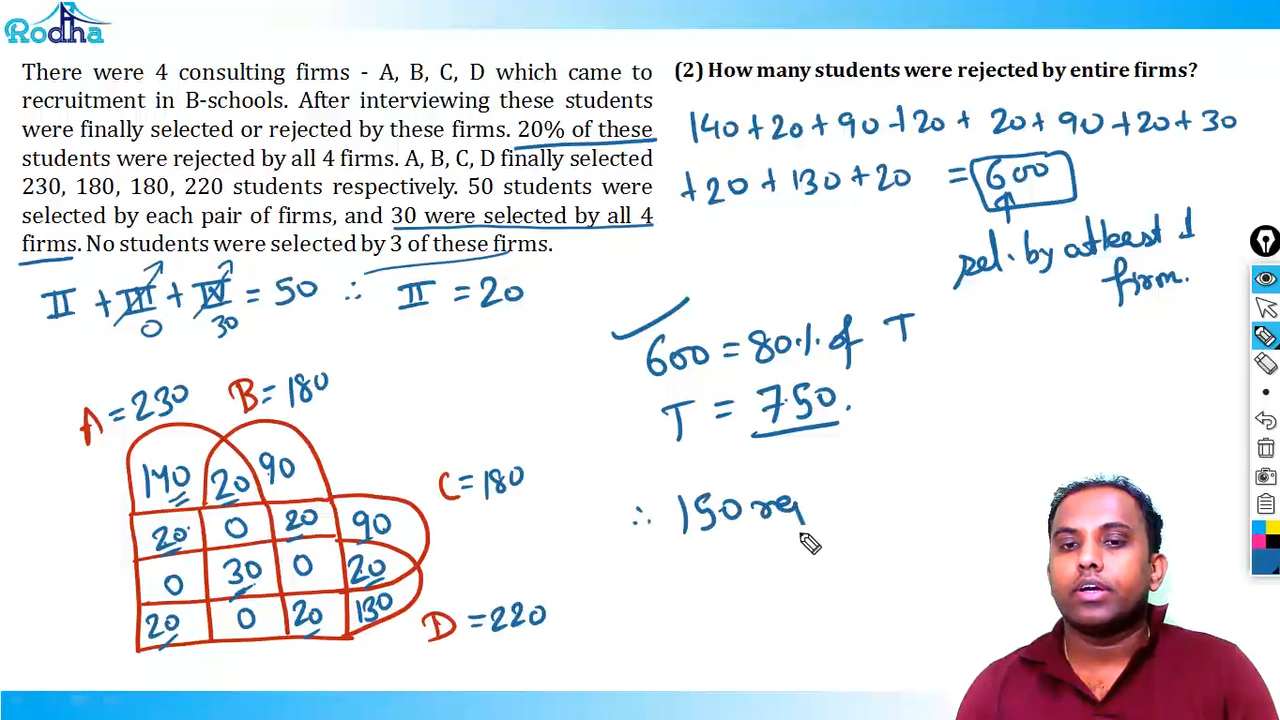 Rodha
There were 4 consulting firms - A, B, C, D which came to
recruitment in B-schools. After interviewing these students
were finally selected or rejected by these firms. 20% of these
students were rejected by all 4 firms. A, B, C, D finally selected
230, 180, 180, 220 students respectively. 50 students were
selected by each pair of firms, and 30 were selected by all 4
firms. No students were selected by 3 of these firms.
II + III + IV = 50 ∴ II = 20
0 30
A = 230 B = 180
140 20 90
C = 180
20 0 20 90
0 30 0 20
20 0 20 130
D = 220
(2) How many students were rejected by entire firms?
140 + 20 + 90 + 20 + 20 + 90 + 20 + 30
+ 20 + 130 + 20 = 600
sel. by atleast 1
firm.
600 = 80% of T
T = 750.
∴ 150 rej